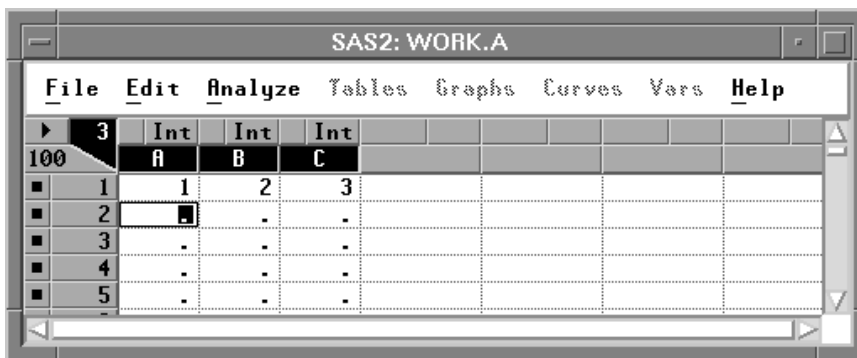 SAS2: WORK.A
File Edit Analyze Tables Graphs Curves Vars Help
3 Int Int Int
100 A B C
1 1 2 3
2 . . .
3 . . .
4 . . .
5 . . .